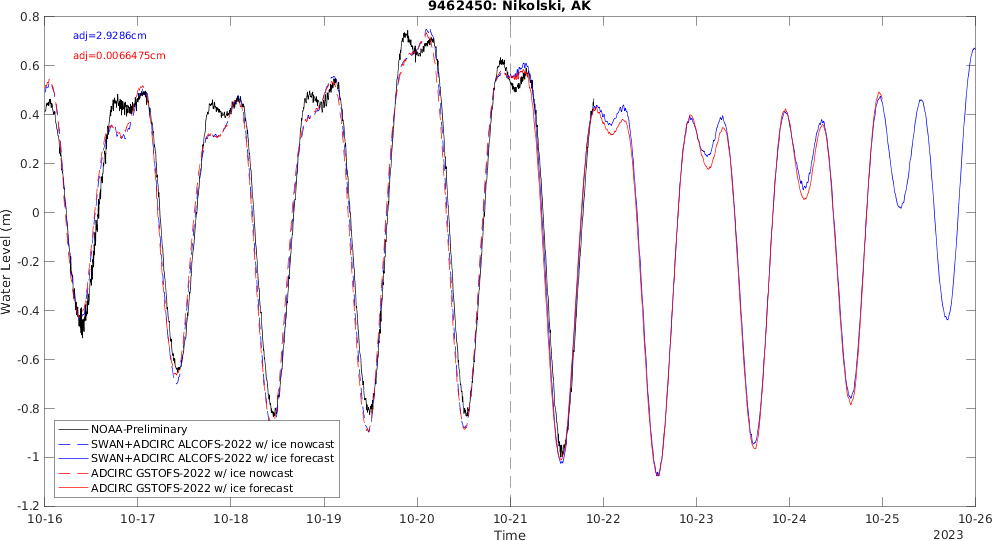 9462450: Nikolski, AK
adj=2.9286cm
adj=0.0066475cm
Water Level (m)
0.8
0.6
0.4
0.2
0
-0.2
-0.4
-0.6
-0.8
-1
-1.2
NOAA-Preliminary
SWAN+ADCIRC ALCOFS-2022 w/ ice nowcast
SWAN+ADCIRC ALCOFS-2022 w/ ice forecast
ADCIRC GSTOFS-2022 w/ ice nowcast
ADCIRC GSTOFS-2022 w/ ice forecast
10-16 10-17 10-18 10-19 10-20 10-21 10-22 10-23 10-24 10-25 10-26
Time
2023